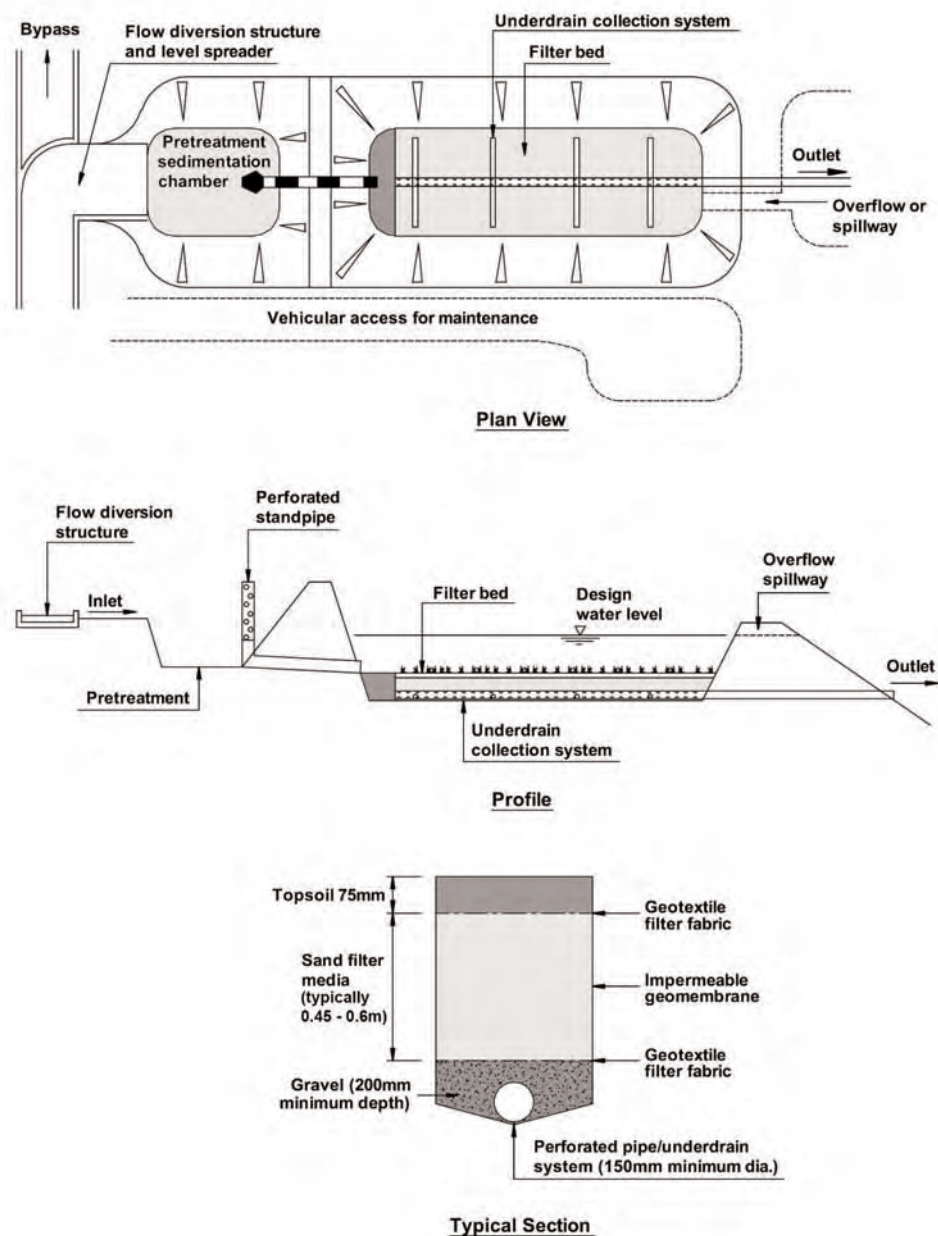 Bypass
Flow diversion structure
and level spreader
Underdrain collection system
Filter bed
Pretreatment
sedimentation
chamber
Outlet
Overflow or
spillway
Vehicular access for maintenance
Plan View
Flow diversion
structure
Perforated
standpipe
Inlet
Filter bed
Design
water level
Overflow
spillway
Outlet
Pretreatment
Underdrain
collection system
Profile
Topsoil 75mm
Geotextile
filter fabric
Sand filter
media
(typically
0.45 - 0.6m)
Impermeable
geomembrane
Geotextile
filter fabric
Gravel (200mm
minimum depth)
Perforated pipe/underdrain
system (150mm minimum dia.)
Typical Section